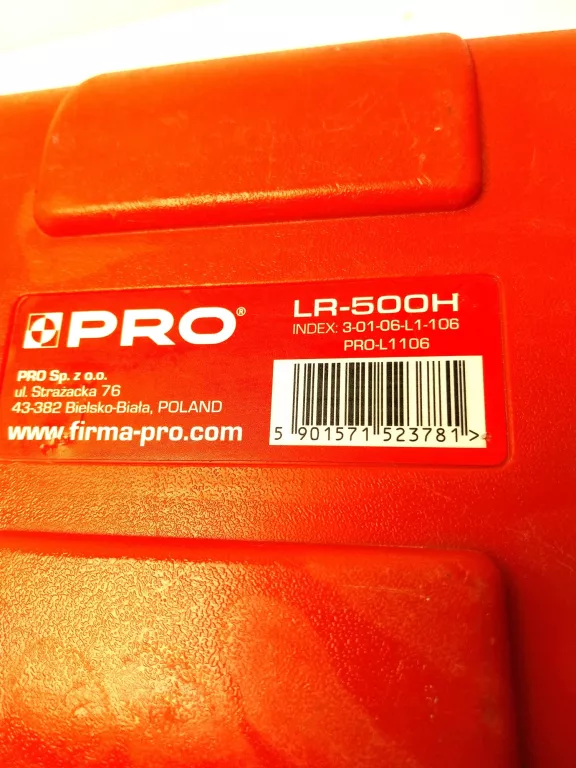 PRO®
PRO Sp. z o.o.
ul. Strażacka 76
43-382 Bielsko-Biała, POLAND
www.firma-pro.com
LR-500H
INDEX: 3-01-06-L1-106
PRO-L1106
5 901571 523781 >